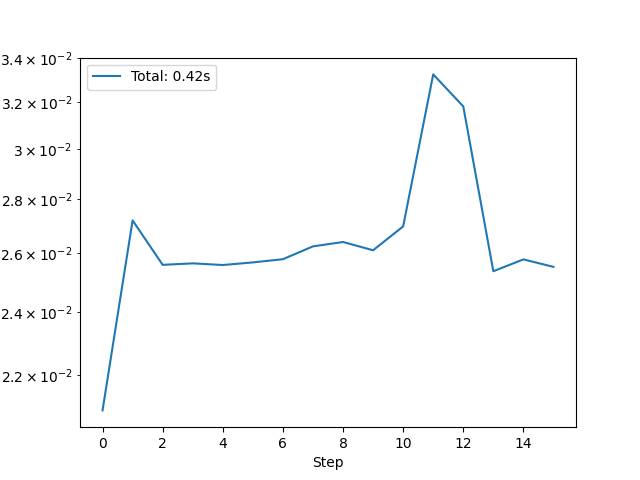 3.4 × 10⁻²
Total: 0.42s
3.2 × 10⁻²
3 × 10⁻²
2.8 × 10⁻²
2.6 × 10⁻²
2.4 × 10⁻²
2.2 × 10⁻²
0 2 4 6 8 10 12 14
Step